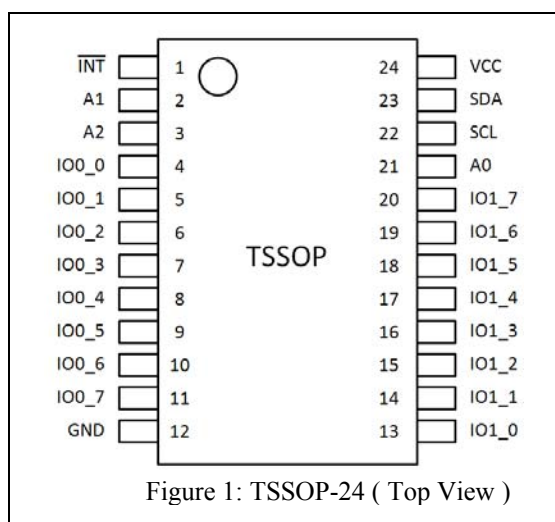 INT 1 24 VCC
A1 2 23 SDA
A2 3 22 SCL
IO0_0 4 21 A0
IO0_1 5 20 IO1_7
IO0_2 6 19 IO1_6
IO0_3 7 TSSOP 18 IO1_5
IO0_4 8 17 IO1_4
IO0_5 9 16 IO1_3
IO0_6 10 15 IO1_2
IO0_7 11 14 IO1_1
GND 12 13 IO1_0
Figure 1: TSSOP-24 ( Top View )